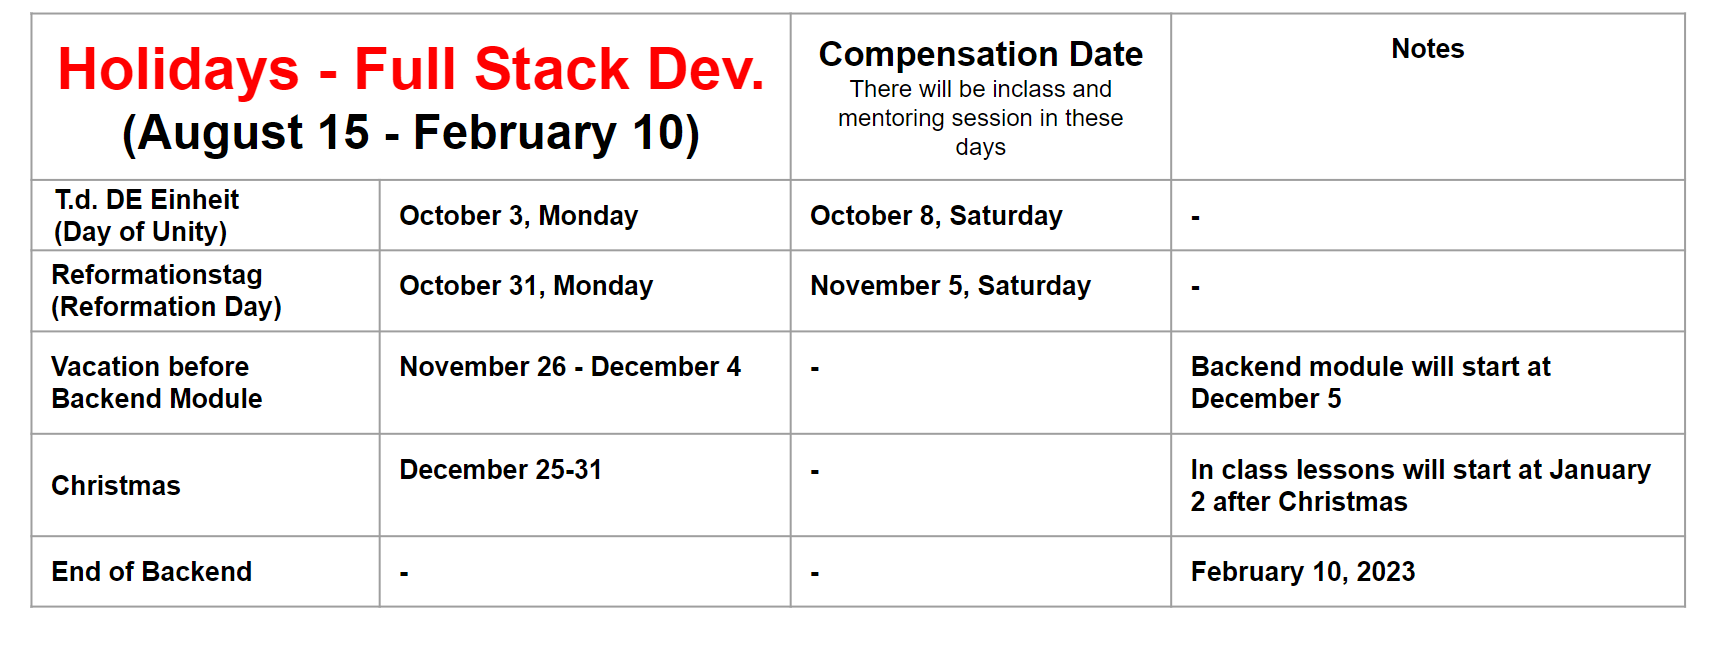 Holidays - Full Stack Dev.
(August 15 - February 10)
Compensation Date
There will be inclass and
mentoring session in these
days
Notes
T.d. DE Einheit
(Day of Unity)
October 3, Monday
October 8, Saturday
-
Reformationstag
(Reformation Day)
October 31, Monday
November 5, Saturday
-
Vacation before
Backend Module
November 26 - December 4
-
Backend module will start at
December 5
Christmas
December 25-31
-
In class lessons will start at January
2 after Christmas
End of Backend
-
-
February 10, 2023